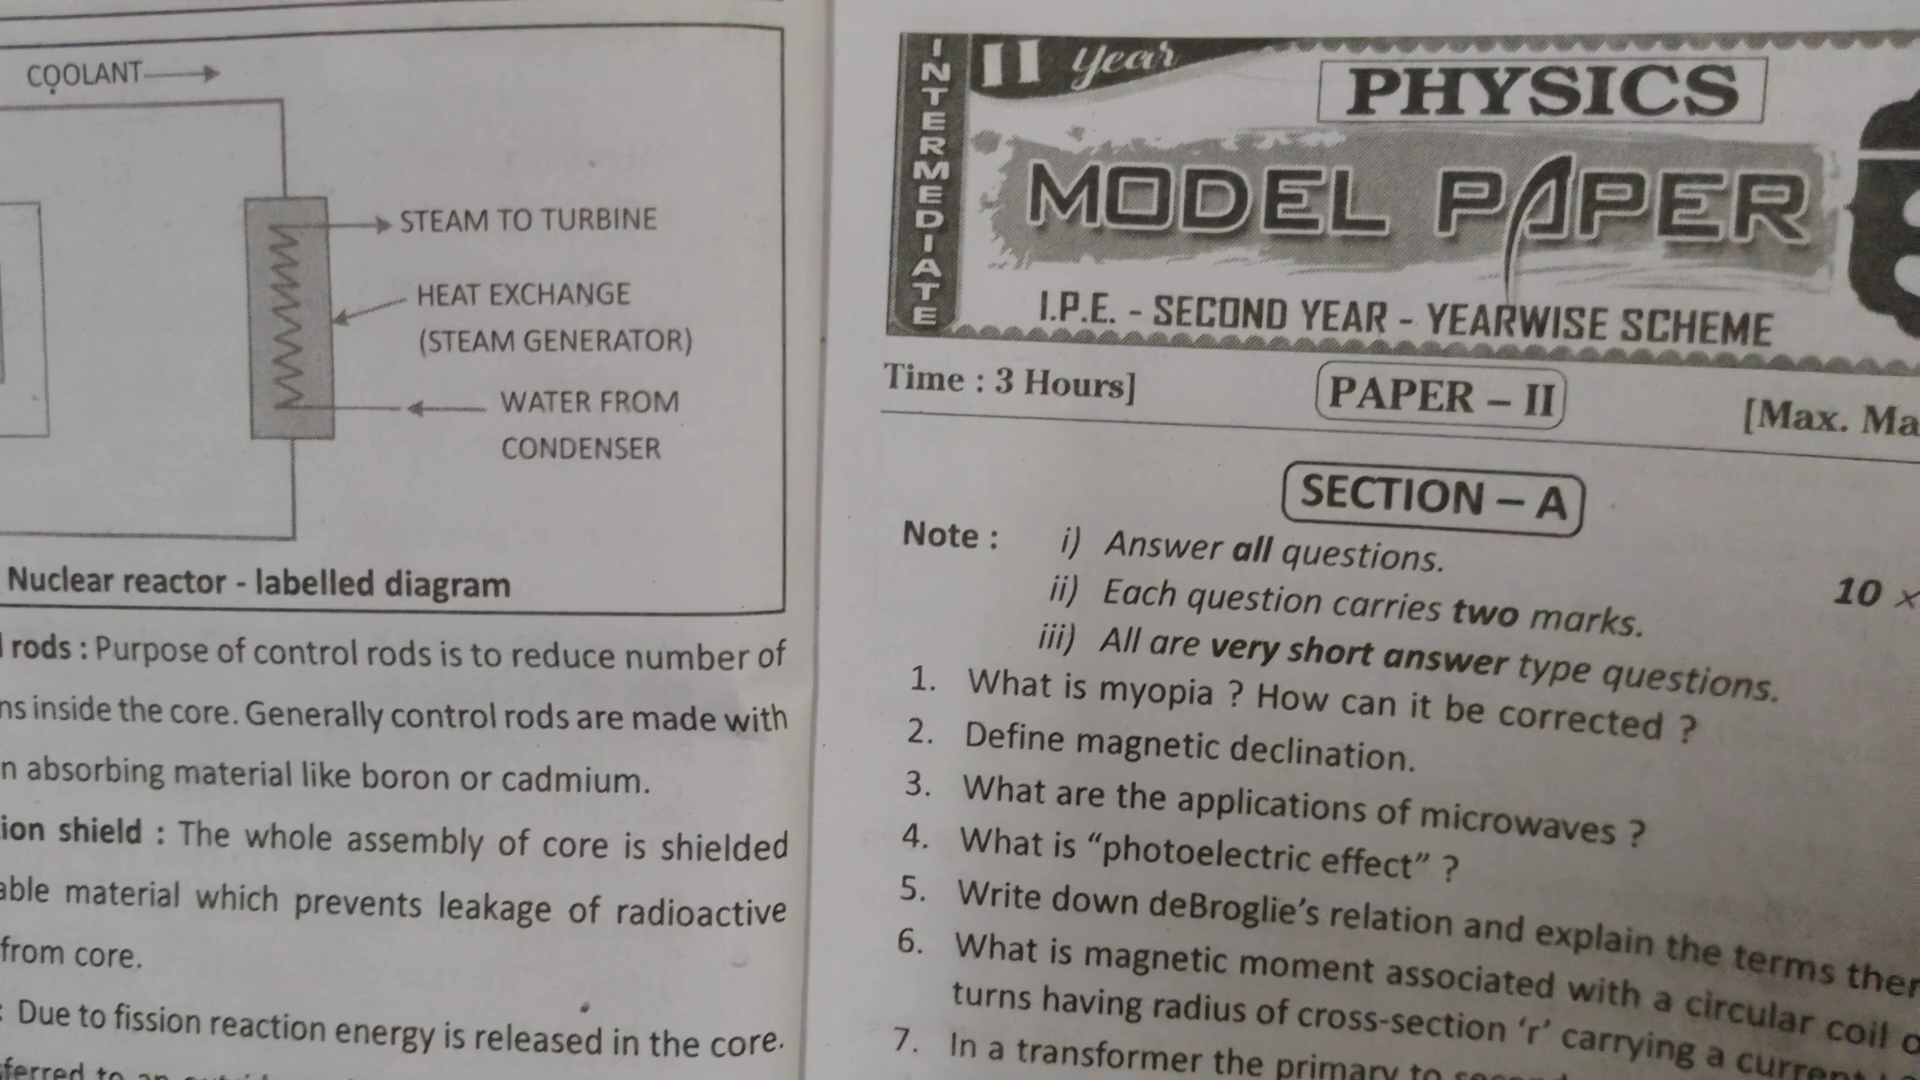 COOLANT
STEAM TO TURBINE
HEAT EXCHANGE
(STEAM GENERATOR)
WATER FROM
CONDENSER
Nuclear reactor - labelled diagram
rods : Purpose of control rods is to reduce number of
ns inside the core. Generally control rods are made with
n absorbing material like boron or cadmium.
ion shield : The whole assembly of core is shielded
able material which prevents leakage of radioactive
from core.
: Due to fission reaction energy is released in the core.
INTERMEDIATE
II Year
PHYSICS
MODEL PAPER
I.P.E. - SECOND YEAR - YEARWISE SCHEME
Time : 3 Hours]
PAPER – II
[Max. Ma
SECTION – A
Note : i) Answer all questions.
10 ×
ii) Each question carries two marks.
iii) All are very short answer type questions.
1. What is myopia ? How can it be corrected ?
2. Define magnetic declination.
3. What are the applications of microwaves ?
4. What is “photoelectric effect” ?
5. Write down deBroglie’s relation and explain the terms ther
6. What is magnetic moment associated with a circular coil o
turns having radius of cross-section ‘r’ carrying a current
7. In a transformer the primary to